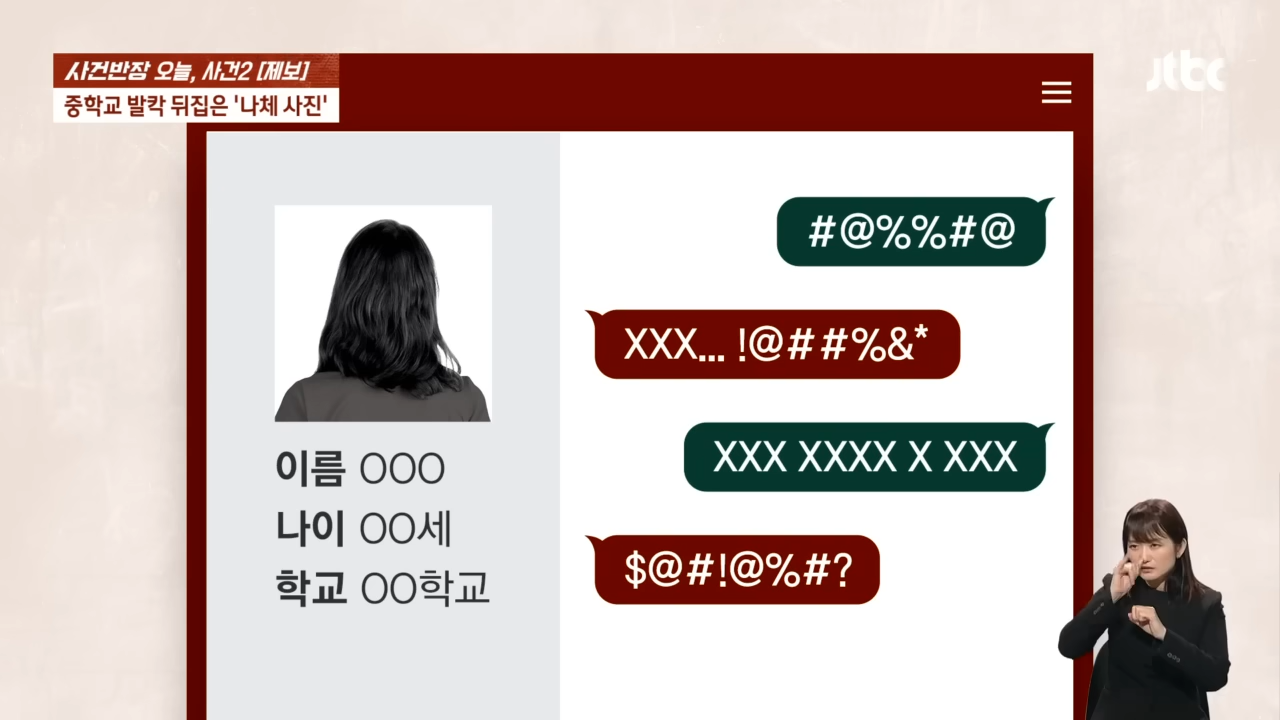 사건반장 오늘, 사건2 [제보]
중학교 발칵 뒤집은 '나체 사진'
jtbc
#@%%#@
XXX... !@##%&*
XXX XXXX X XXX
$@#!@%#?
이름 OOO
나이 OO세
학교 OO학교